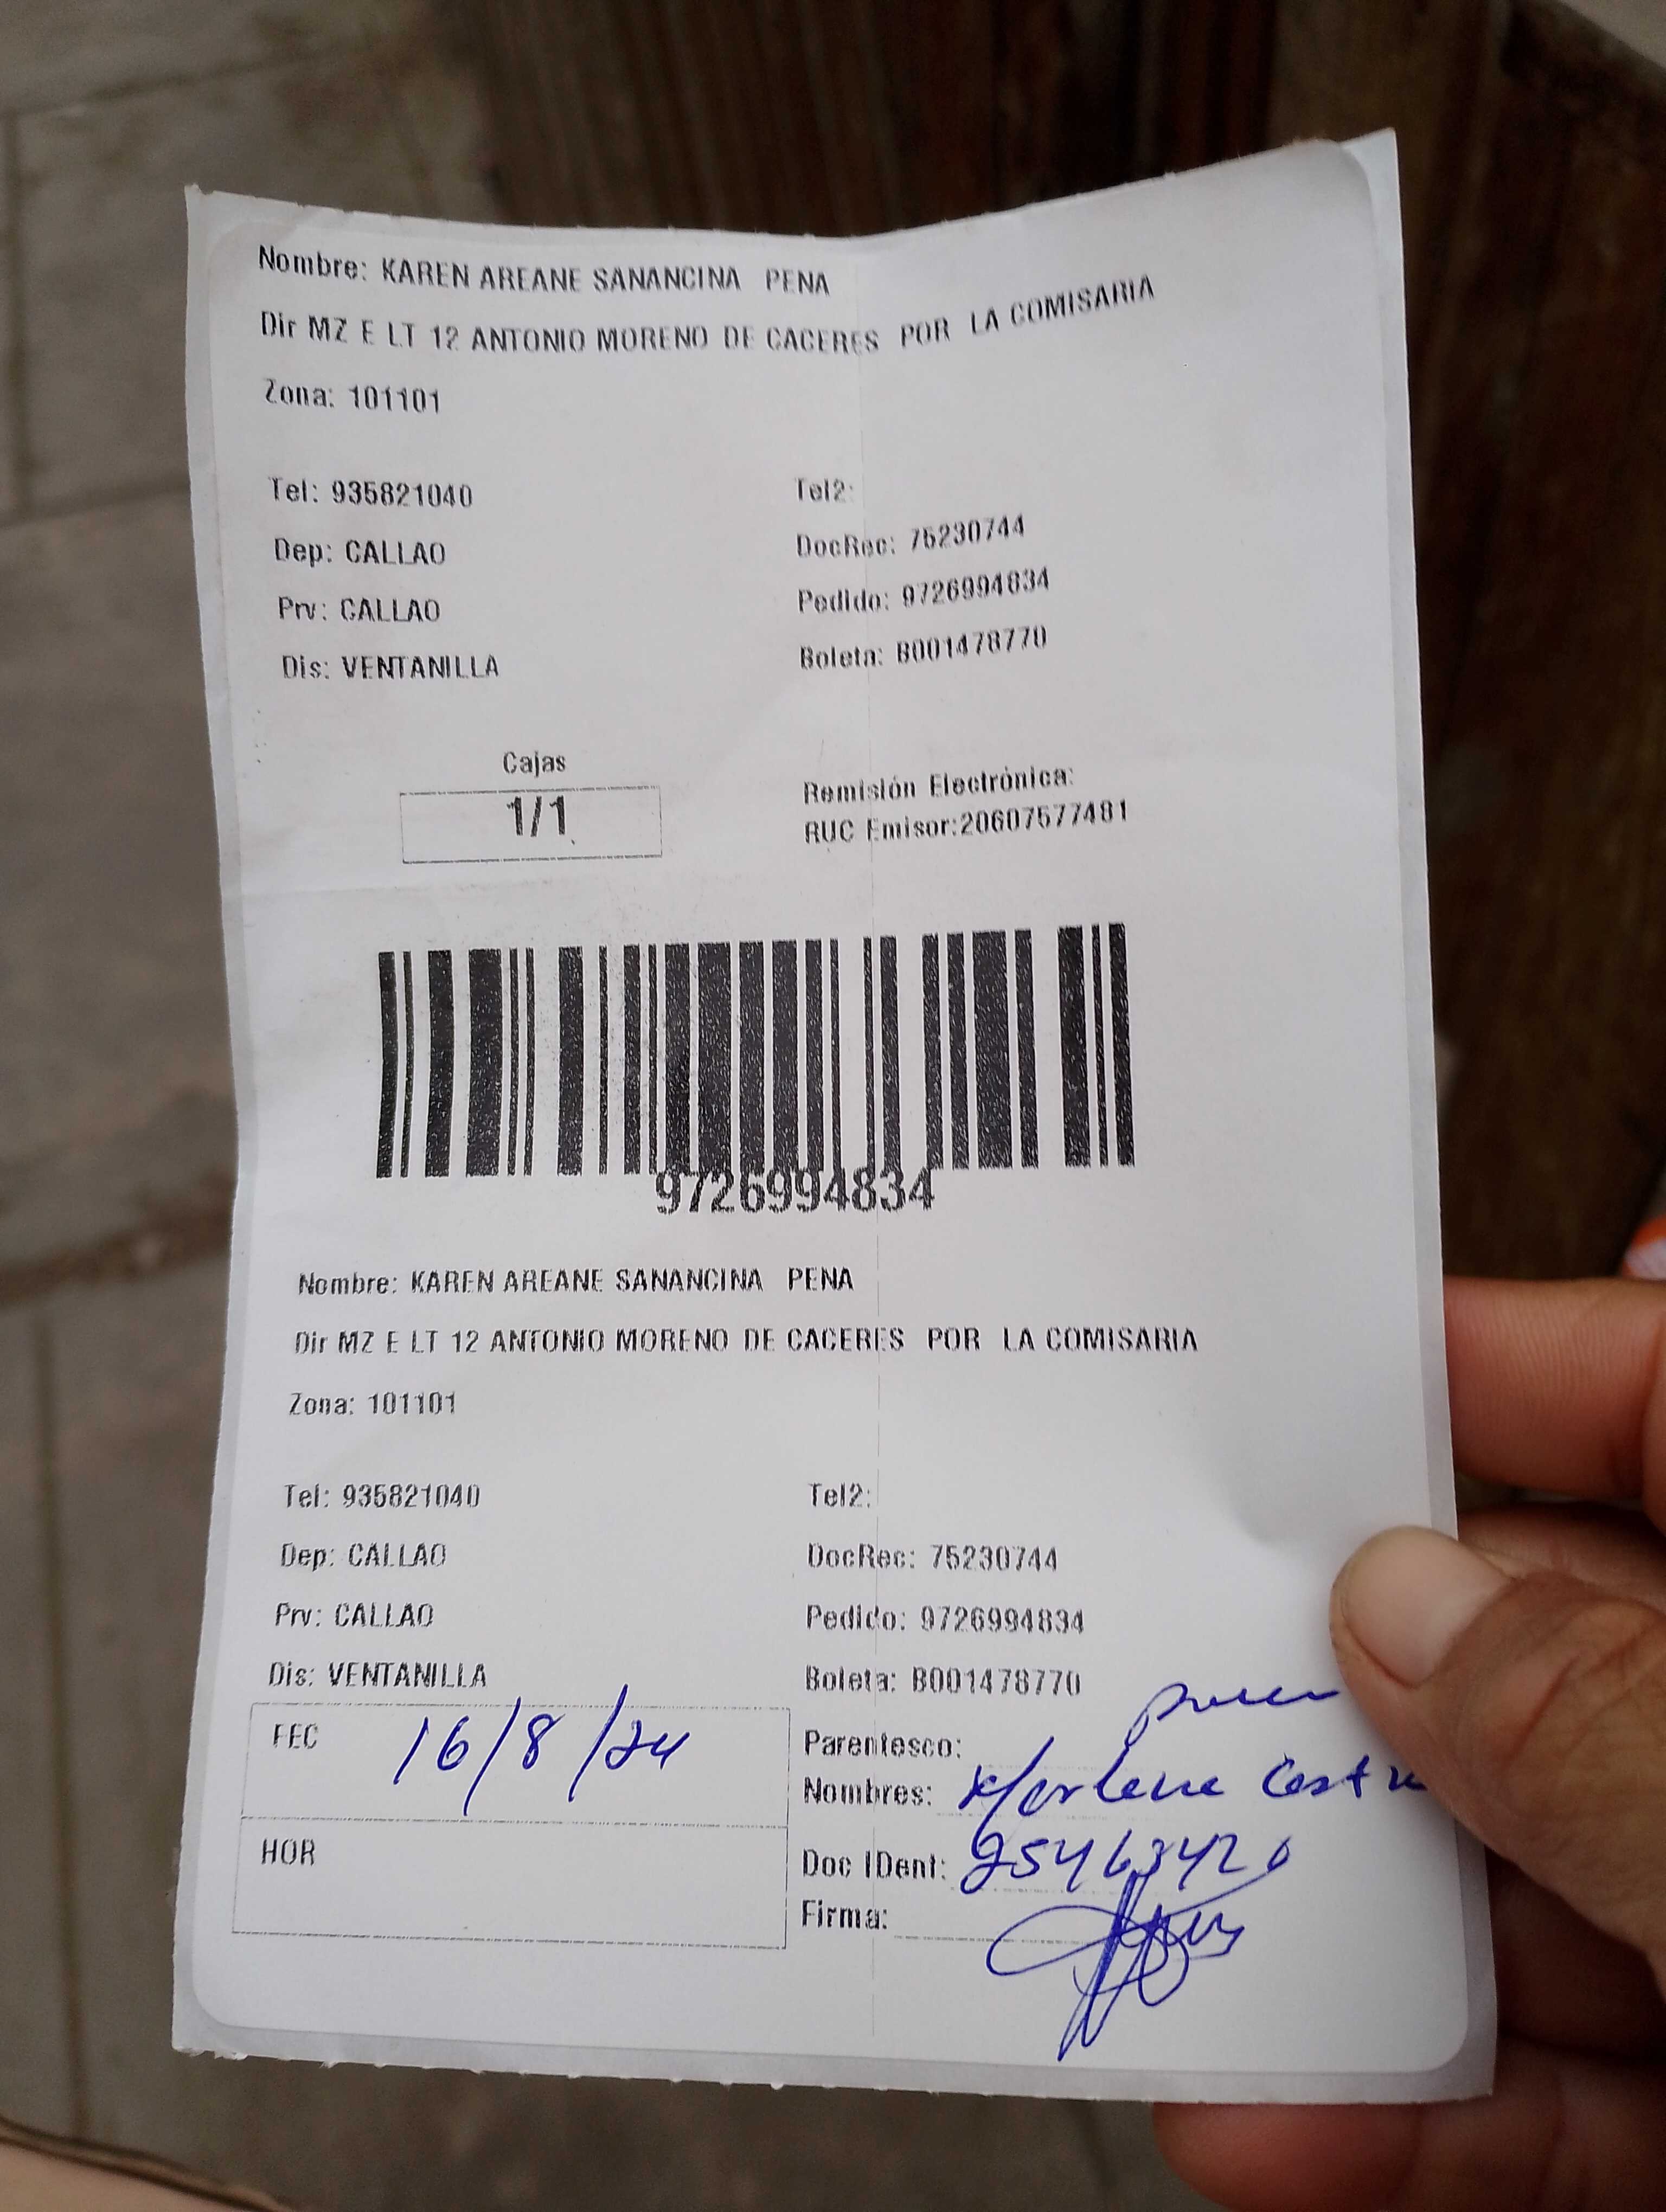 Nombre: KAREN AREANE SANANCINA PENA
Dir MZ E LT 12 ANTONIO MORENO DE CACERES POR LA COMISARIA
Zona: 101101
Tel: 935821040 Tel2:
Dep: CALLAO DocRec: 75230744
Prv: CALLAO Pedido: 9726994834
Dis: VENTANILLA Boleta: B001478770
Cajas
1/1
Remisión Electrónica:
RUC Emisor:20607577481
9726994834
Nombre: KAREN AREANE SANANCINA PENA
Dir MZ E LT 12 ANTONIO MORENO DE CACERES POR LA COMISARIA
Zona: 101101
Tel: 935821040 Tel2:
Dep: CALLAO DocRec: 75230744
Prv: CALLAO Pedido: 9726994834
Dis: VENTANILLA Boleta: B001478770
FEC 16/8/24
Parentesco:
Nombres: Marlene
HOR
Doc IDent: 25463420
Firma: